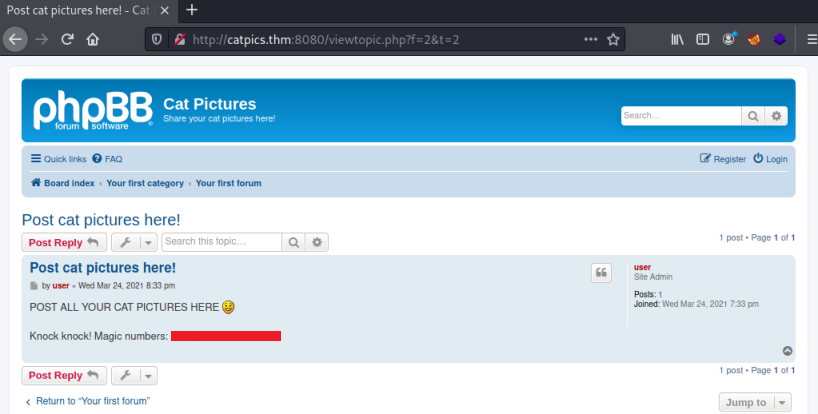 Post cat pictures here! - Cat
http://catpics.thm:8080/viewtopic.php?f=2&t=2
phpBB
forum software
Cat Pictures
Share your cat pictures here!
Search…
Quick links FAQ
Register Login
Board index ‹ Your first category ‹ Your first forum
Post cat pictures here!
Post Reply Search this topic… 1 post • Page 1 of 1
Post cat pictures here!
by user » Wed Mar 24, 2021 8:33 pm
POST ALL YOUR CAT PICTURES HERE
Knock knock! Magic numbers:
user
Site Admin
Posts: 1
Joined: Wed Mar 24, 2021 7:33 pm
Post Reply 1 post • Page 1 of 1
Return to “Your first forum” Jump to